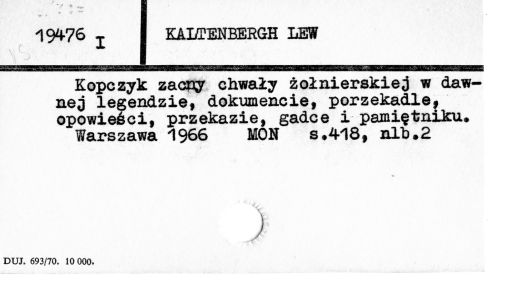 19476 I
KALTENBERGH LEW
Kopczyk zacny chwały żołnierskiej w daw-
nej legendzie, dokumencie, porzekadle,
opowieści, przekazie, gadce i pamiętniku.
Warszawa 1966 MON s.418, nlb.2
DUJ. 693/70. 10 000.